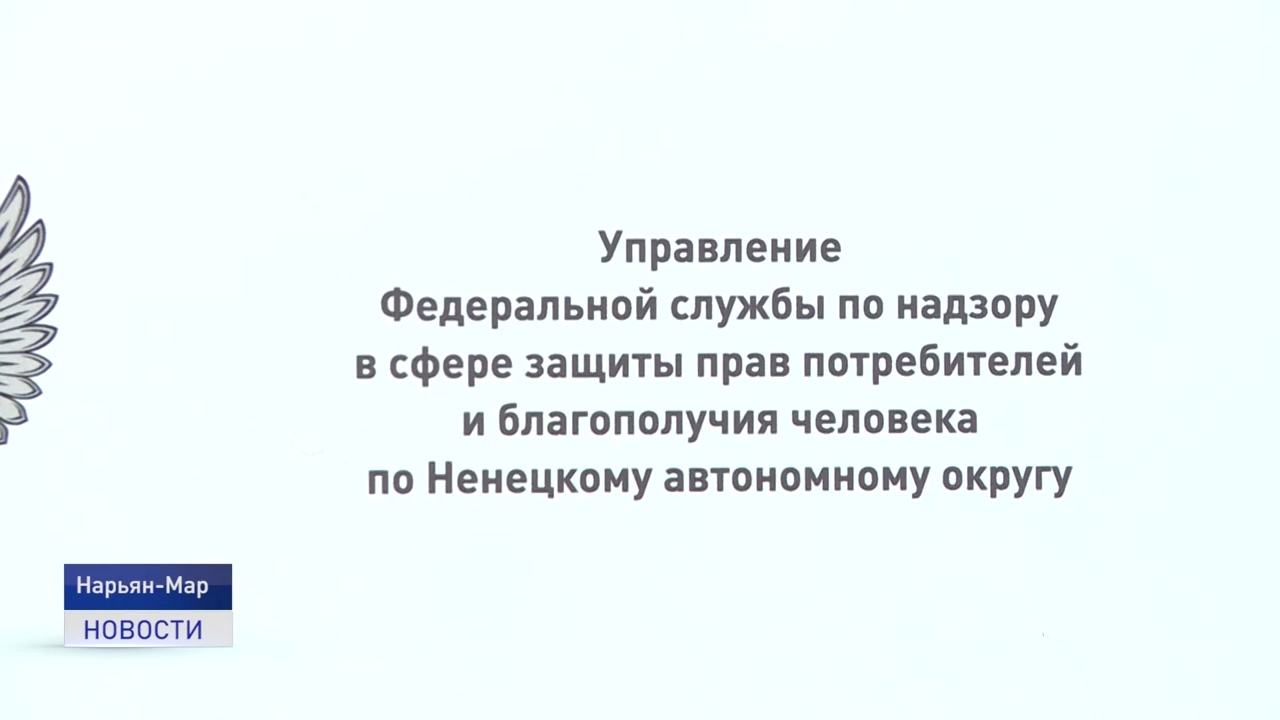 Управление
Федеральной службы по надзору
в сфере защиты прав потребителей
и благополучия человека
по Ненецкому автономному округу
Нарьян-Мар
НОВОСТИ